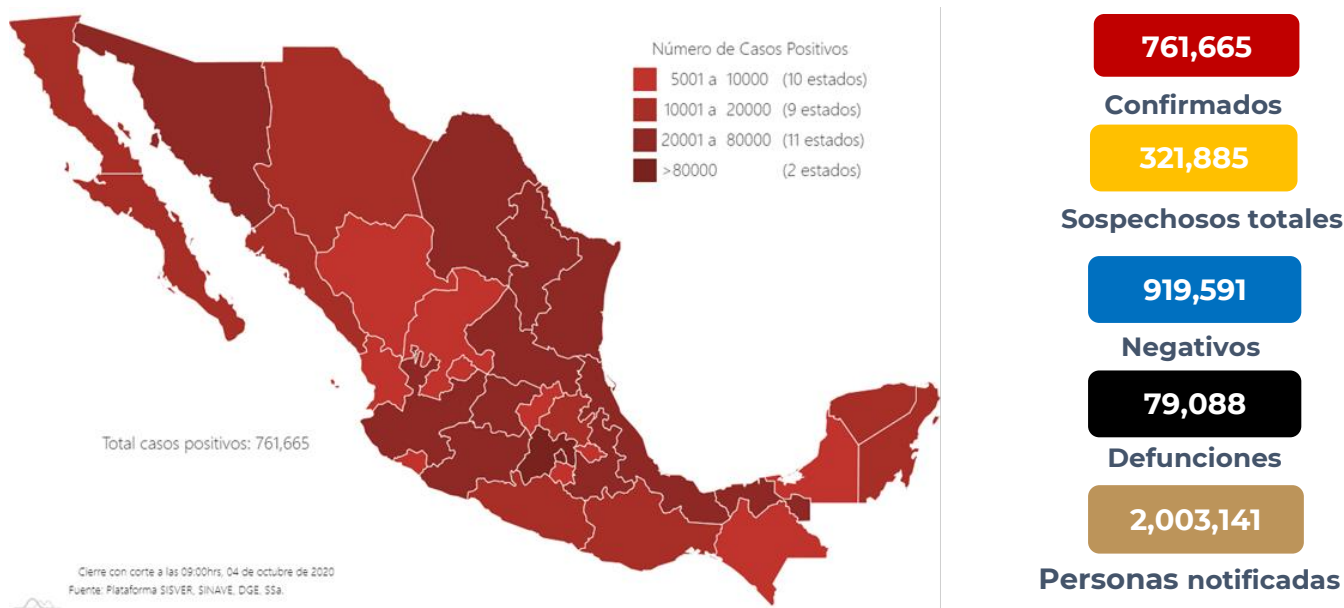 Número de Casos Positivos
5001 a 10000 (10 estados)
10001 a 20000 (9 estados)
20001 a 80000 (11 estados)
>80000 (2 estados)
Total casos positivos: 761,665
Cierre con corte a las 09:00hrs, 04 de octubre de 2020
Fuente: Plataforma SISVER, SINAVE, DGE, SSa.
761,665
Confirmados
321,885
Sospechosos totales
919,591
Negativos
79,088
Defunciones
2,003,141
Personas notificadas